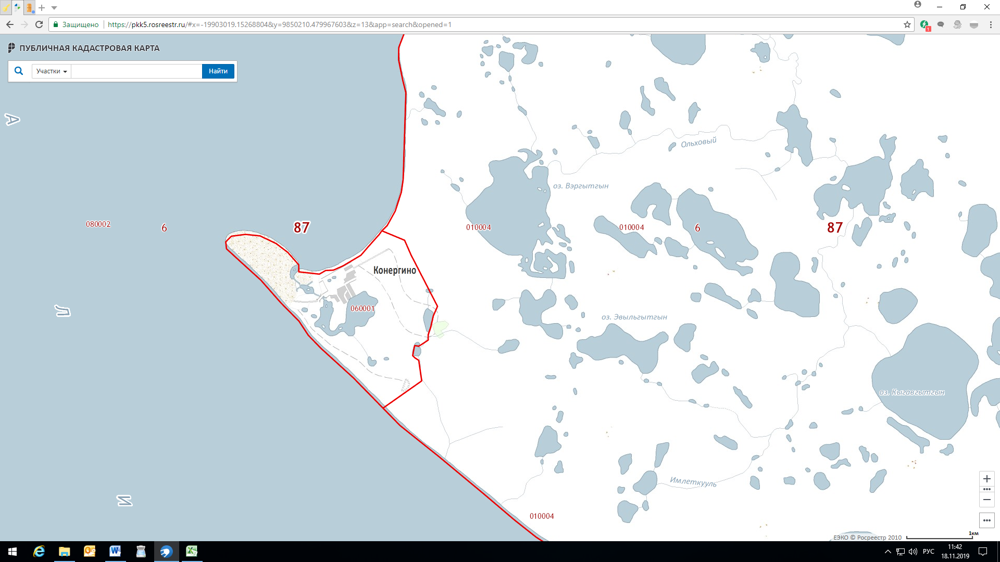 Защищено
https://pkk5.rosreestr.ru/#x=-19903019.15268804&y=9850210.479967603&z=13&app=search&opened=1
1
ПУБЛИЧНАЯ КАДАСТРОВАЯ КАРТА
Участки
Найти
А
Ольховый
оз. Вэргытгын
080002
6
87
010004
010004
6
87
Конергино
060001
Л
оз. Эвыльгытгын
оз. Кыгавгытгын
Имлеткууль
И
010004
ЕЭКО © Росреестр 2010
1км
РУС
11:42
18.11.2019